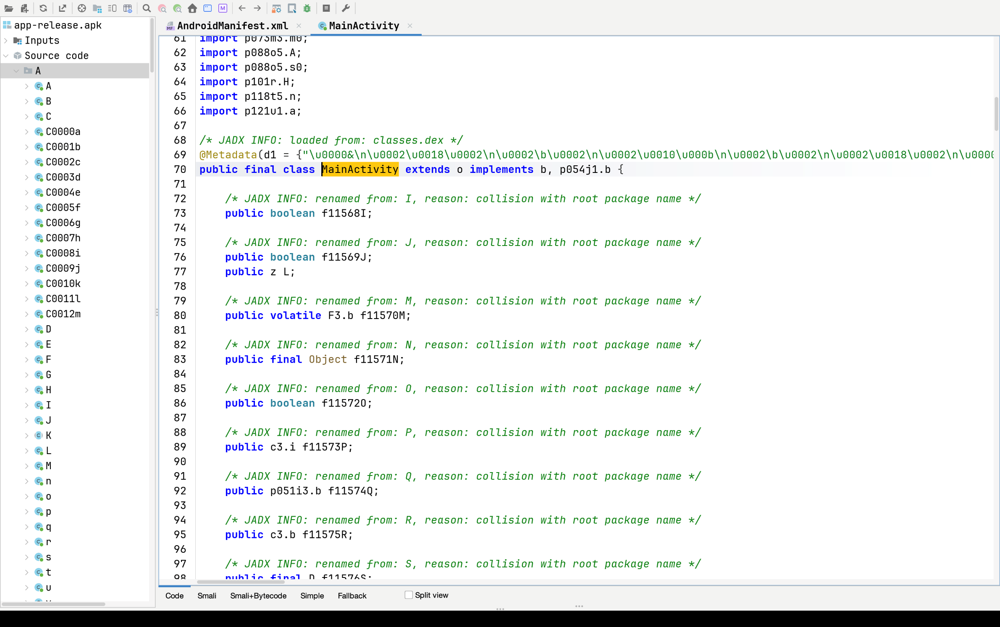 app-release.apk
Inputs
Source code
A
A
B
C
C0000a
C0001b
C0002c
C0003d
C0004e
C0005f
C0006g
C0007h
C0008i
C0009j
C0010k
C0011l
C0012m
D
E
F
G
H
I
J
K
L
M
n
o
p
q
r
s
t
u
AndroidManifest.xml
MainActivity
61 import p073m3.m0;
62 import p088o5.A;
63 import p088o5.s0;
64 import p101r.H;
65 import p118t5.n;
66 import p121u1.a;
67
68 /* JADX INFO: loaded from: classes.dex */
69 @Metadata(d1 = {"\u0000&\n\u0002\u0018\u0002\n\u0002\b\u0002\n\u0002\u0010\u000b\n\u0002\b\u0002\n\u0002\u0018\u0002\n\u000
70 public final class MainActivity extends o implements b, p054j1.b {
71
72 /* JADX INFO: renamed from: I, reason: collision with root package name */
73 public boolean f11568I;
74
75 /* JADX INFO: renamed from: J, reason: collision with root package name */
76 public boolean f11569J;
77 public z L;
78
79 /* JADX INFO: renamed from: M, reason: collision with root package name */
80 public volatile F3.b f11570M;
81
82 /* JADX INFO: renamed from: N, reason: collision with root package name */
83 public final Object f11571N;
84
85 /* JADX INFO: renamed from: O, reason: collision with root package name */
86 public boolean f11572O;
87
88 /* JADX INFO: renamed from: P, reason: collision with root package name */
89 public c3.i f11573P;
90
91 /* JADX INFO: renamed from: Q, reason: collision with root package name */
92 public p051i3.b f11574Q;
93
94 /* JADX INFO: renamed from: R, reason: collision with root package name */
95 public c3.b f11575R;
96
97 /* JADX INFO: renamed from: S, reason: collision with root package name */
98 public final D f11576S;
Code Smali Smali+Bytecode Simple Fallback Split view